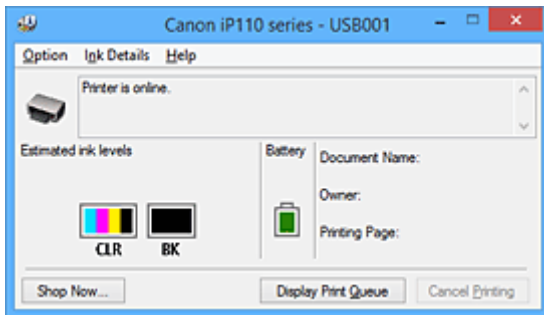 Canon iP110 series - USB001
Option Ink Details Help
Printer is online.
Estimated ink levels
Battery
Document Name:
Owner:
Printing Page:
CLR BK
Shop Now...
Display Print Queue
Cancel Printing